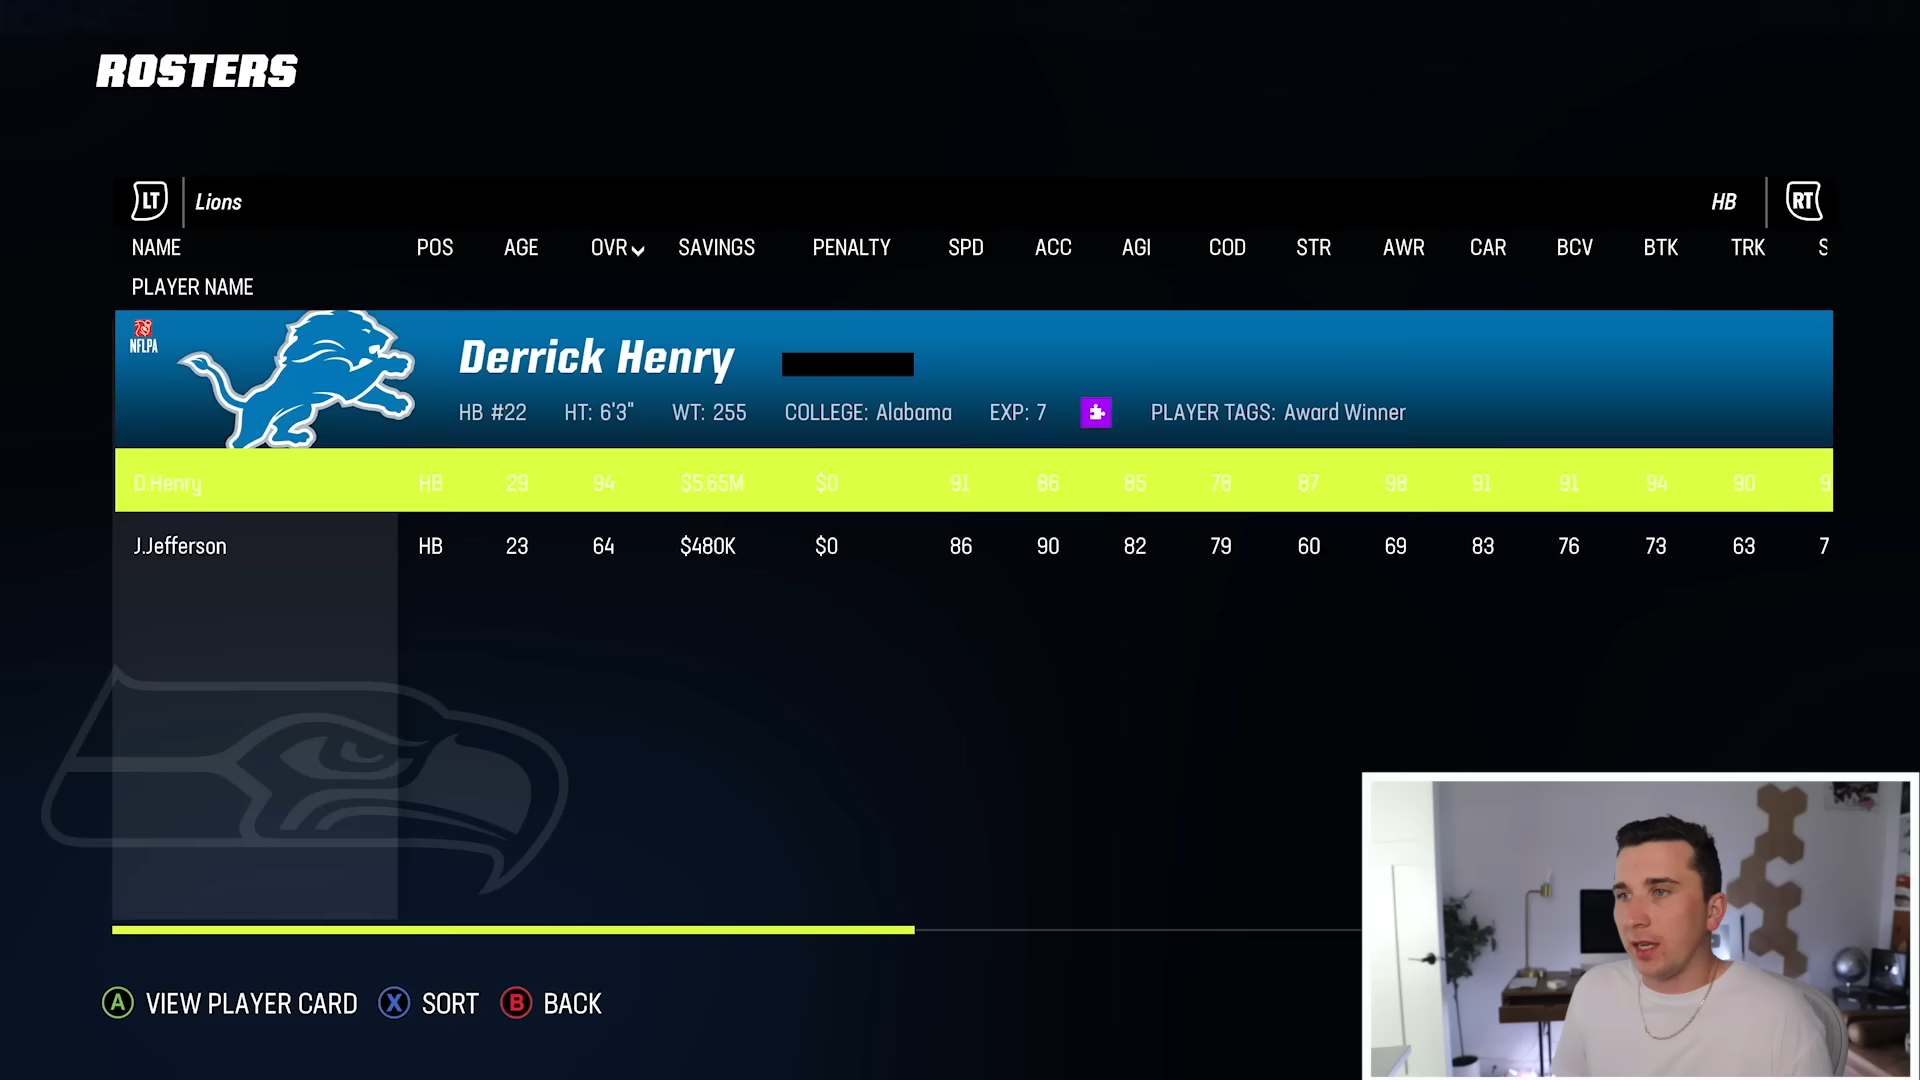 ROSTERS
LT Lions HB RT
NAME POS AGE OVR SAVINGS PENALTY SPD ACC AGI COD STR AWR CAR BCV BTK TRK S
PLAYER NAME
NFLPA
Derrick Henry
HB #22 HT: 6'3" WT: 255 COLLEGE: Alabama EXP: 7 PLAYER TAGS: Award Winner
D.Henry HB 29 94 $5.65M $0 91 86 85 78 87 98 91 91 94 90 9
J.Jefferson HB 23 64 $480K $0 86 90 82 79 60 69 83 76 73 63 7
A VIEW PLAYER CARD X SORT B BACK